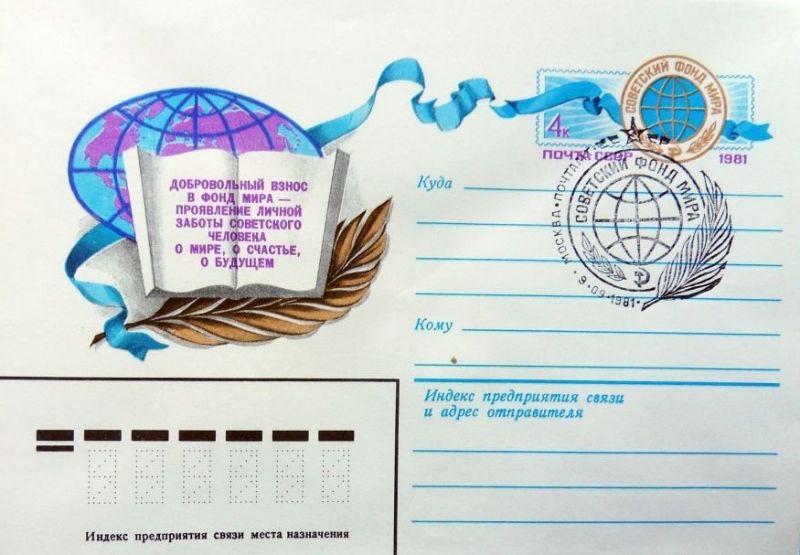 ДОБРОВОЛЬНЫЙ ВЗНОС
В ФОНД МИРА —
ПРОЯВЛЕНИЕ ЛИЧНОЙ
ЗАБОТЫ СОВЕТСКОГО
ЧЕЛОВЕКА
О МИРЕ, О СЧАСТЬЕ,
О БУДУЩЕМ
СОВЕТСКИЙ ФОНД МИРА
4к
ПОЧТА СССР
1981
Куда
СОВЕТСКИЙ ФОНД МИРА
МОСКВА • ПОЧТАМТ
9•09•1981•
Кому
Индекс предприятия связи
и адрес отправителя
Индекс предприятия связи места назначения